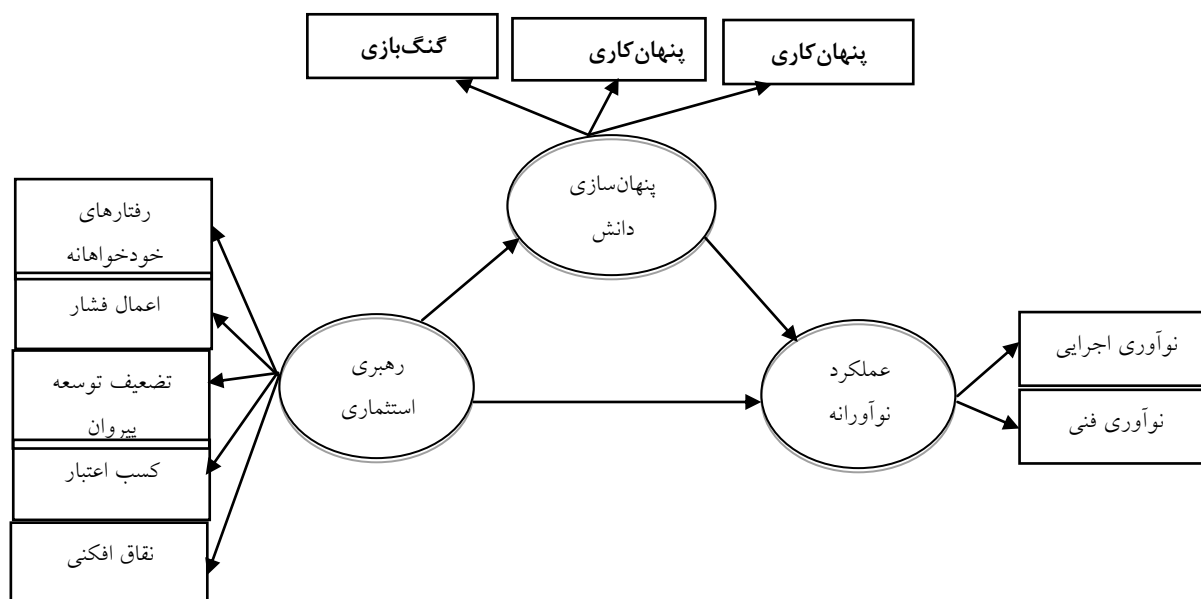 پنهان‌کاری
پنهان‌کاری
گنگ‌بازی
پنهان‌سازی
دانش
رفتارهای
خودخواهانه
اعمال فشار
تضعیف توسعه
پیروان
کسب اعتبار
نقاق افکنی
رهبری
استثماری
عملکرد
نوآورانه
نوآوری اجرایی
نوآوری فنی